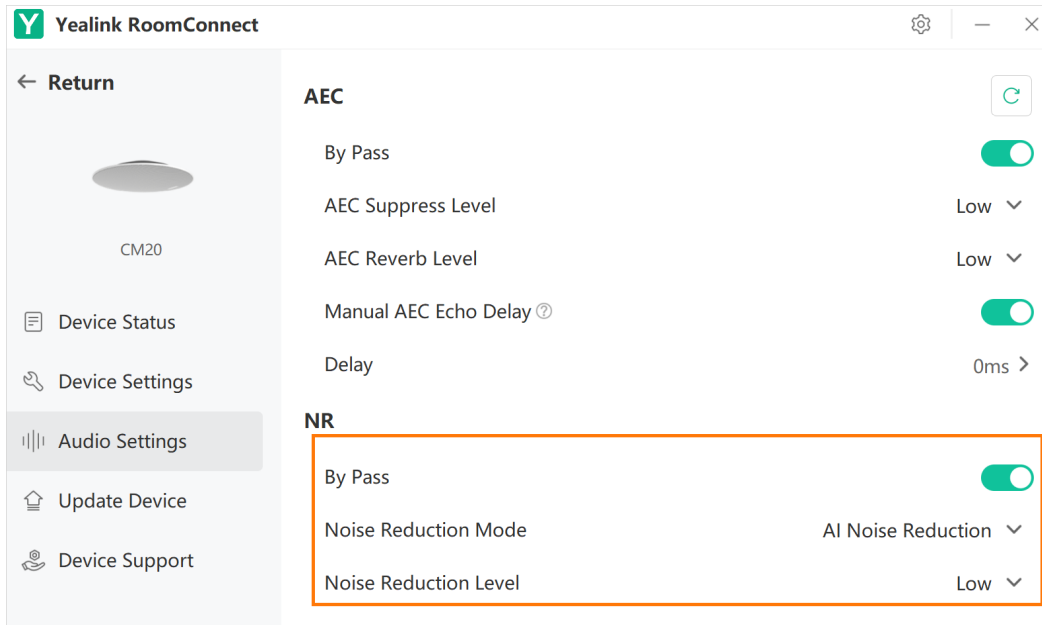 Yealink RoomConnect
Return
CM20
Device Status
Device Settings
Audio Settings
Update Device
Device Support
AEC
By Pass
AEC Suppress Level Low
AEC Reverb Level Low
Manual AEC Echo Delay ?
Delay 0ms
NR
By Pass
Noise Reduction Mode AI Noise Reduction
Noise Reduction Level Low